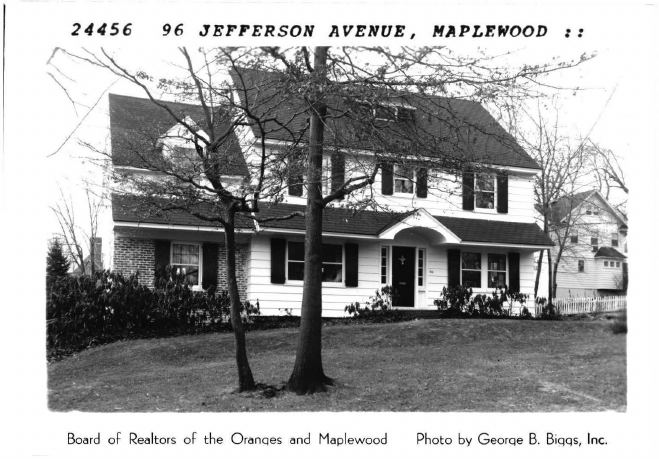 24456 96 JEFFERSON AVENUE, MAPLEWOOD ::
Board of Realtors of the Oranges and Maplewood Photo by George B. Biggs, Inc.